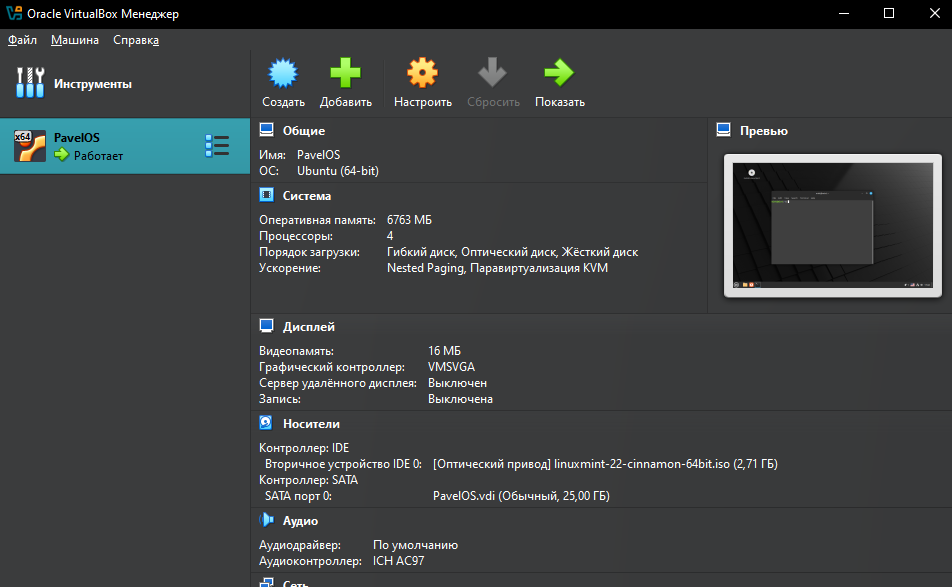 Oracle VirtualBox Менеджер
Файл Машина Справка
Инструменты
Создать Добавить Настроить Сбросить Показать
x64
PavelOS
Работает
Общие
Имя: PavelOS
ОС: Ubuntu (64-bit)
Превью
Система
Оперативная память: 6763 МБ
Процессоры: 4
Порядок загрузки: Гибкий диск, Оптический диск, Жёсткий диск
Ускорение: Nested Paging, Паравиртуализация KVM
Дисплей
Видеопамять: 16 МБ
Графический контроллер: VMSVGA
Сервер удалённого дисплея: Выключен
Запись: Выключена
Носители
Контроллер: IDE
Вторичное устройство IDE 0: [Оптический привод] linuxmint-22-cinnamon-64bit.iso (2,71 ГБ)
Контроллер: SATA
SATA порт 0: PavelOS.vdi (Обычный, 25,00 ГБ)
Аудио
Аудиодрайвер: По умолчанию
Аудиоконтроллер: ICH AC97
Сеть